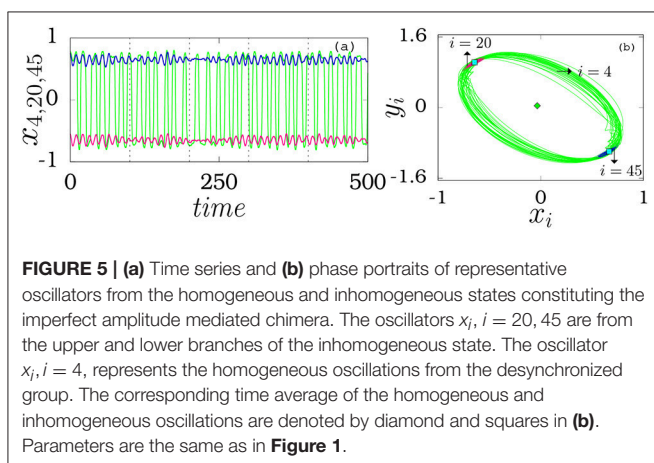 (a)
1
0
-1
x4,20,45
0 250 500
time
(b)
1.6
0
-1.6
yi
i = 20
i = 4
i = 45
-1 0 1
xi
FIGURE 5 | (a) Time series and (b) phase portraits of representative
oscillators from the homogeneous and inhomogeneous states constituting the
imperfect amplitude mediated chimera. The oscillators xi, i = 20, 45 are from
the upper and lower branches of the inhomogeneous state. The oscillator
xi, i = 4, represents the homogeneous oscillations from the desynchronized
group. The corresponding time average of the homogeneous and
inhomogeneous oscillations are denoted by diamond and squares in (b).
Parameters are the same as in Figure 1.